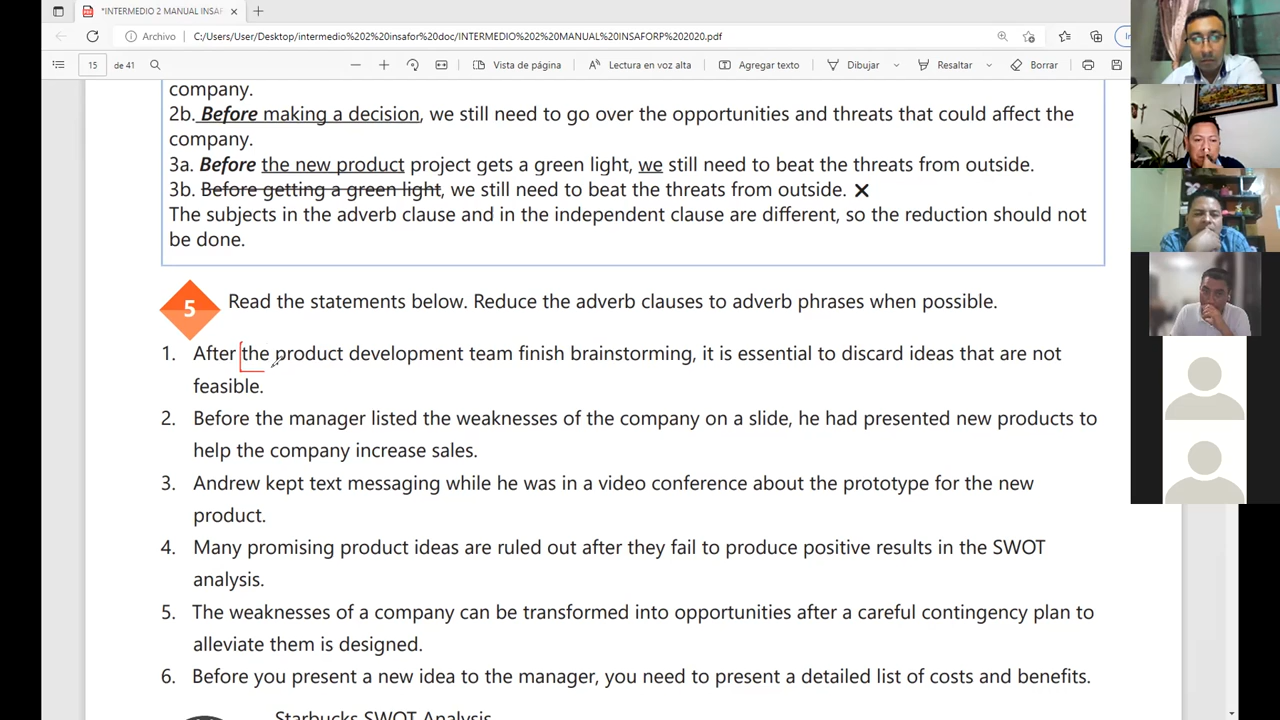 *INTERMEDIO 2 MANUAL INSAF
Archivo C:/Users/User/Desktop/intermedio%202%20insafor%20doc/INTERMEDIO%202%20MANUAL%20INSAFORP%202020.pdf
15 de 41 Vista de página Lectura en voz alta Agregar texto Dibujar Resaltar Borrar
company.
2b. Before making a decision, we still need to go over the opportunities and threats that could affect the
company.
3a. Before the new product project gets a green light, we still need to beat the threats from outside.
3b. Before getting a green light, we still need to beat the threats from outside. ✕
The subjects in the adverb clause and in the independent clause are different, so the reduction should not
be done.
5 Read the statements below. Reduce the adverb clauses to adverb phrases when possible.
1. After the product development team finish brainstorming, it is essential to discard ideas that are not
feasible.
2. Before the manager listed the weaknesses of the company on a slide, he had presented new products to
help the company increase sales.
3. Andrew kept text messaging while he was in a video conference about the prototype for the new
product.
4. Many promising product ideas are ruled out after they fail to produce positive results in the SWOT
analysis.
5. The weaknesses of a company can be transformed into opportunities after a careful contingency plan to
alleviate them is designed.
6. Before you present a new idea to the manager, you need to present a detailed list of costs and benefits.
Starbucks SWOT Analysis